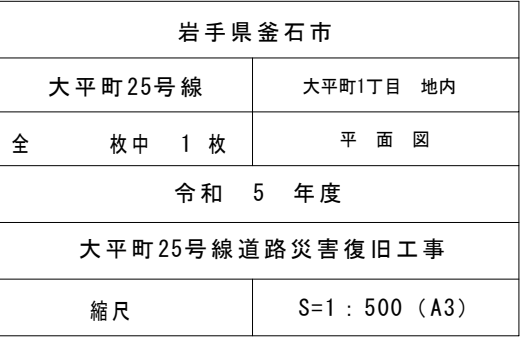 岩手県釜石市
大平町25号線 大平町1丁目 地内
全 枚中 1 枚 平 面 図
令和 5 年度
大平町25号線道路災害復旧工事
縮尺 S=1：500（A3）